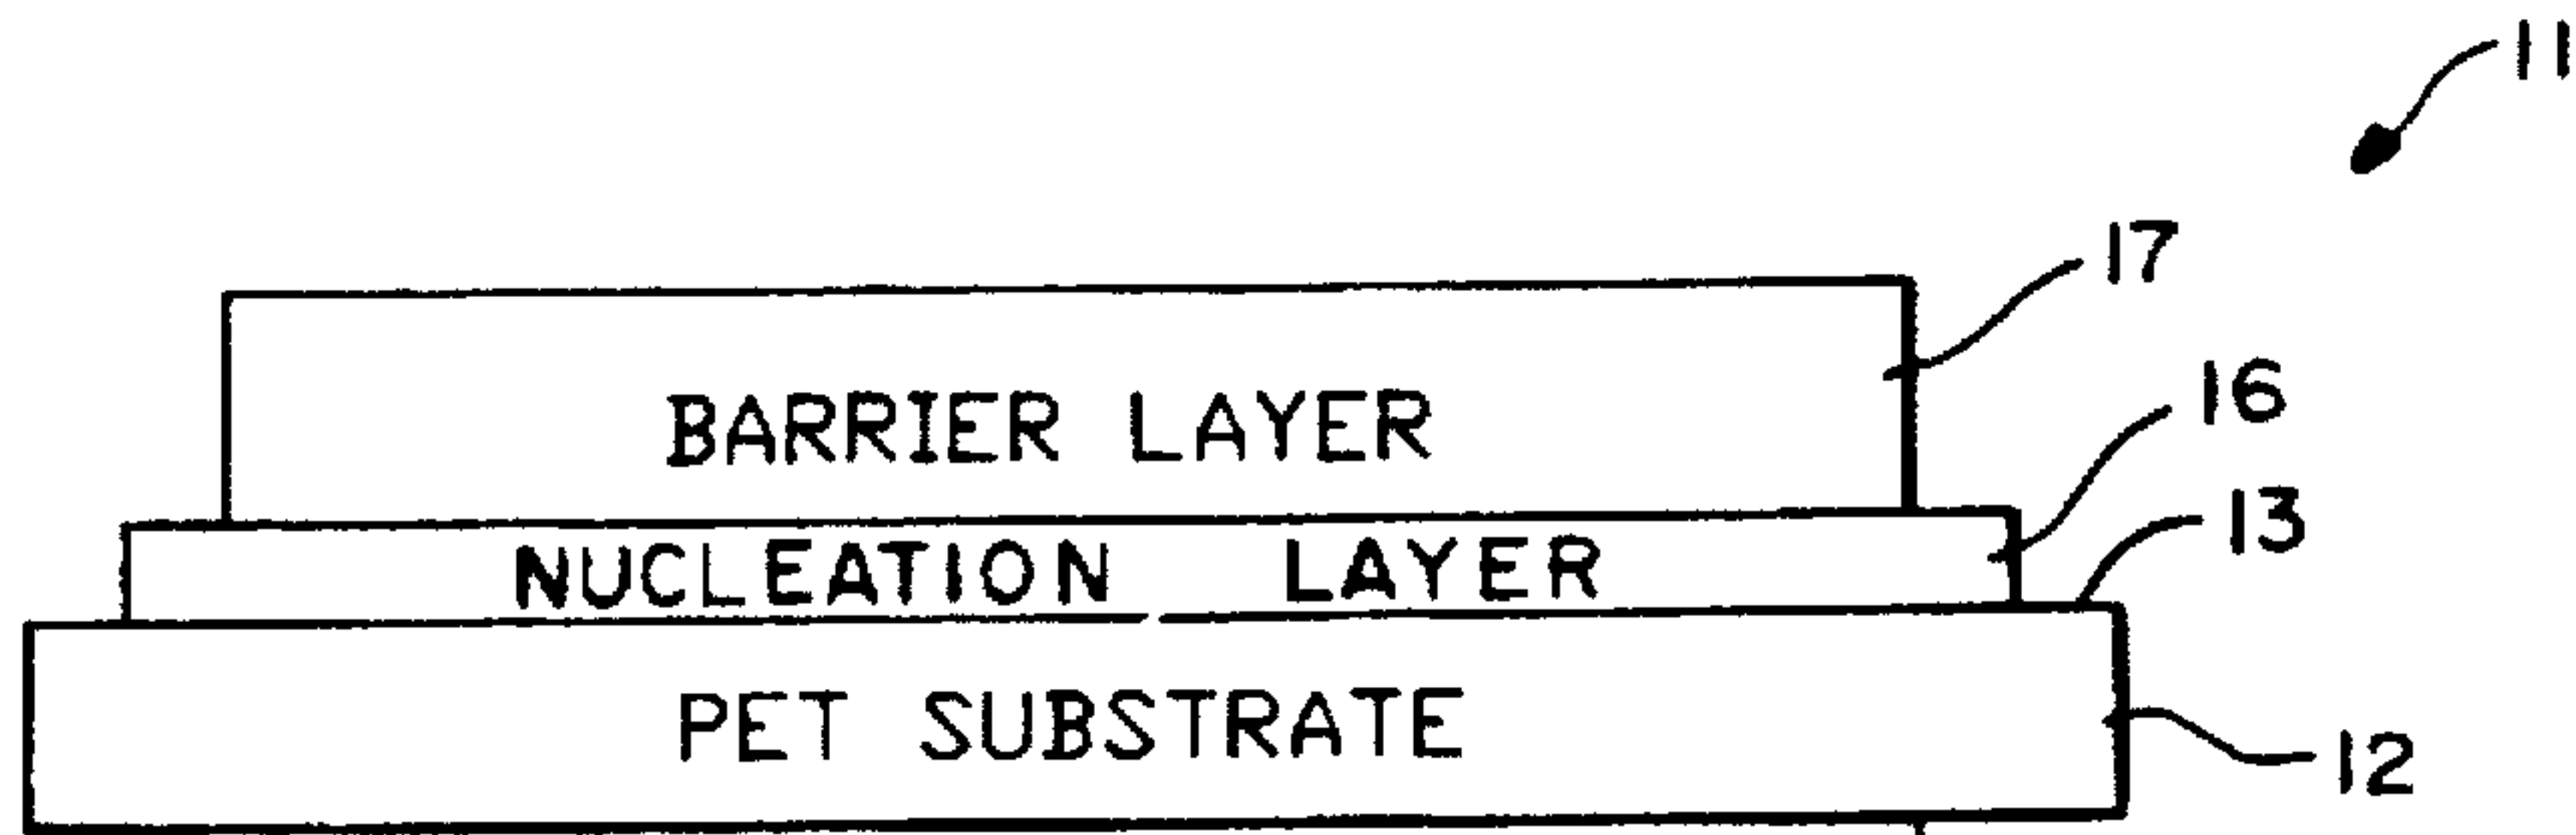 11
17
BARRIER LAYER
16
13
NUCLEATION LAYER
PET SUBSTRATE
12